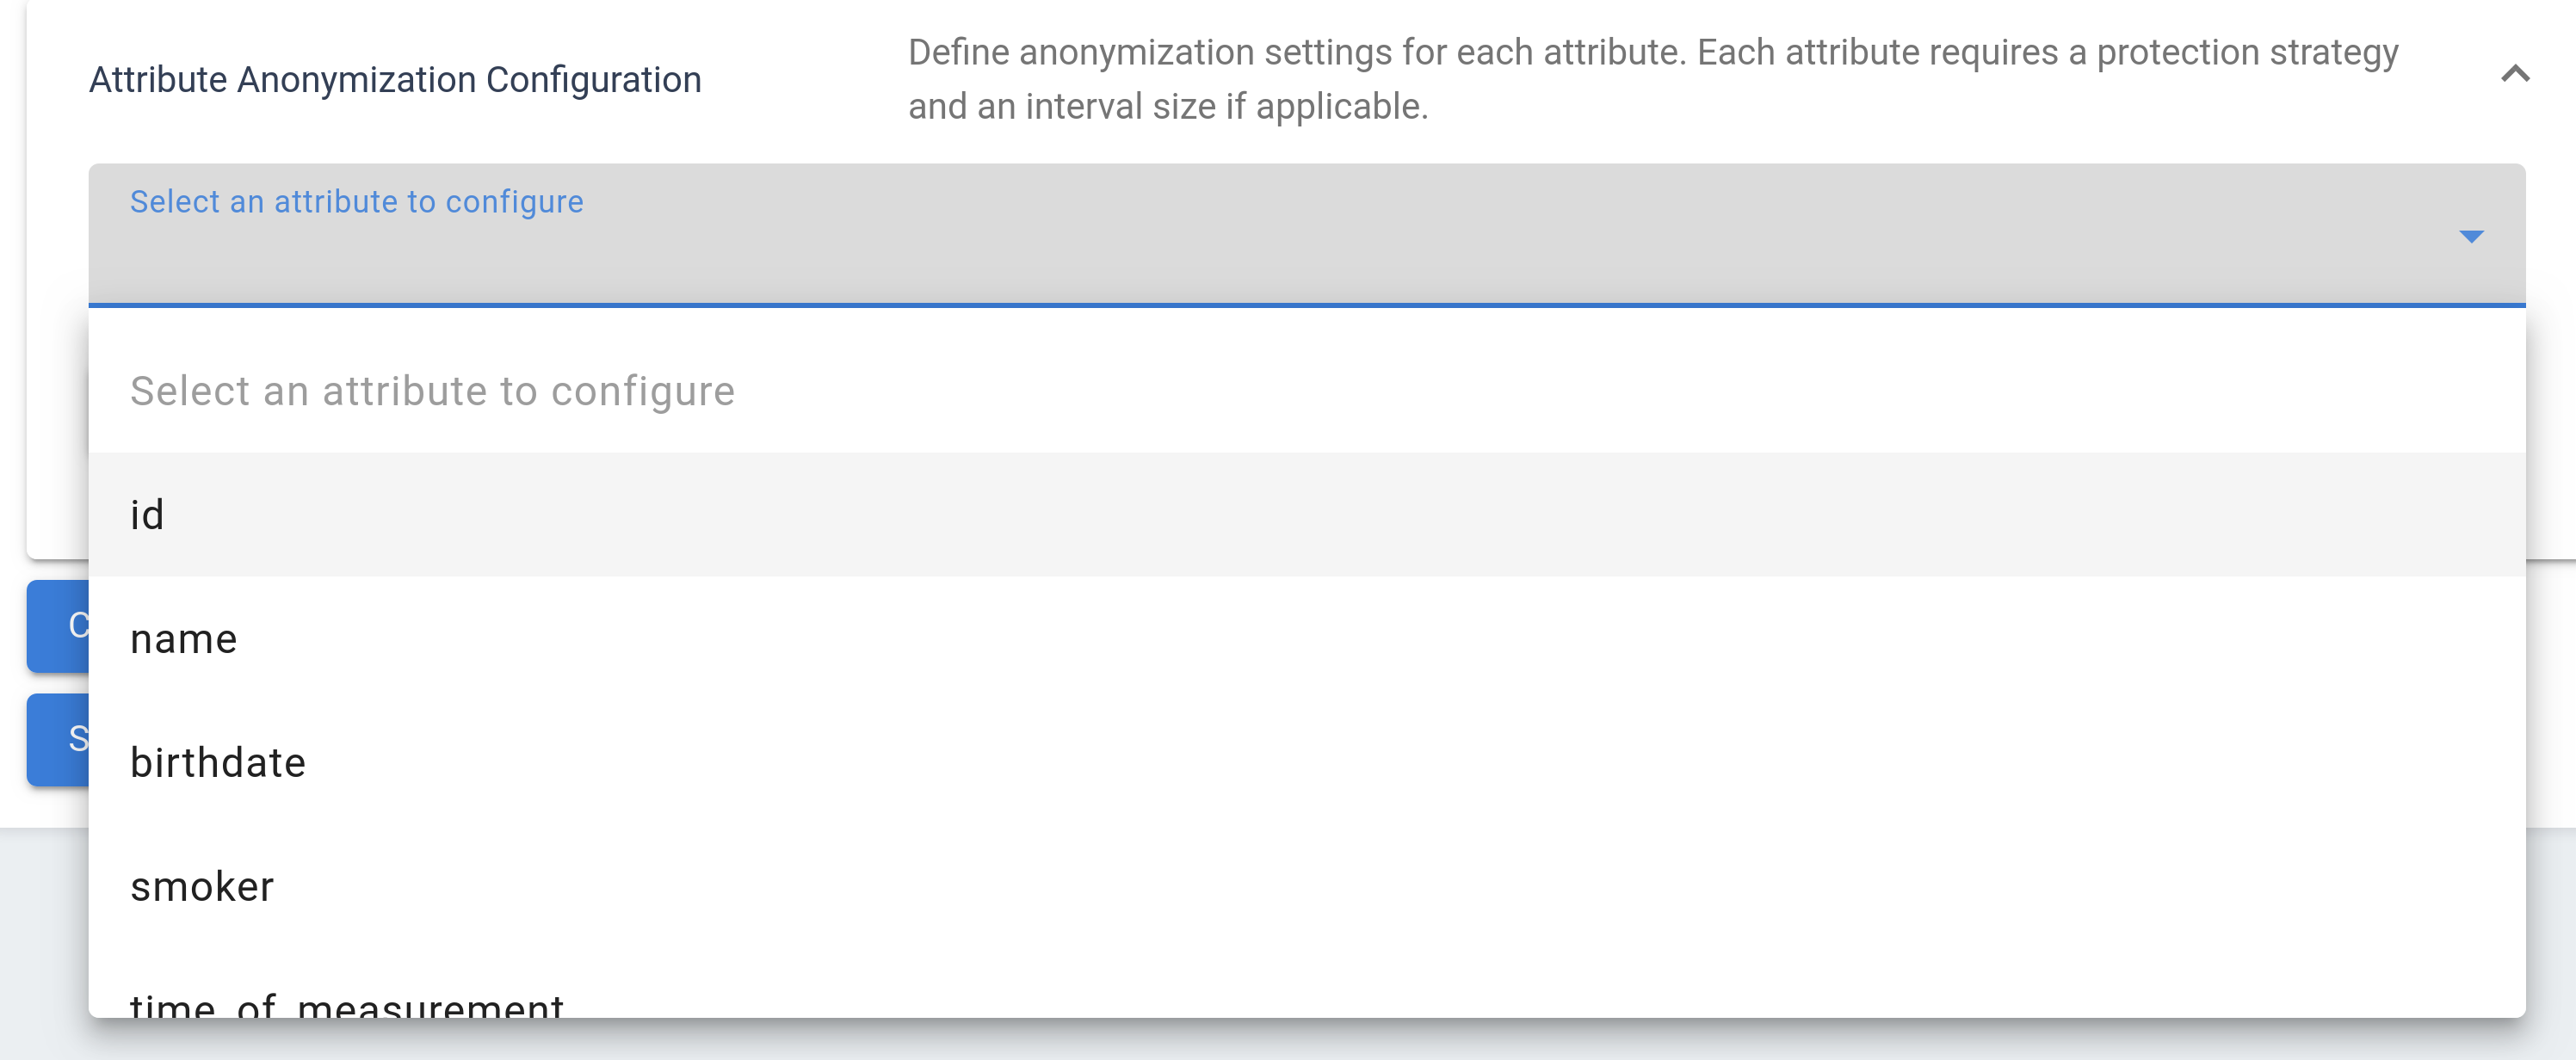 Attribute Anonymization Configuration
Define anonymization settings for each attribute. Each attribute requires a protection strategy
and an interval size if applicable.
Select an attribute to configure
Select an attribute to configure
id
name
birthdate
smoker
time_of_measurement
C
S